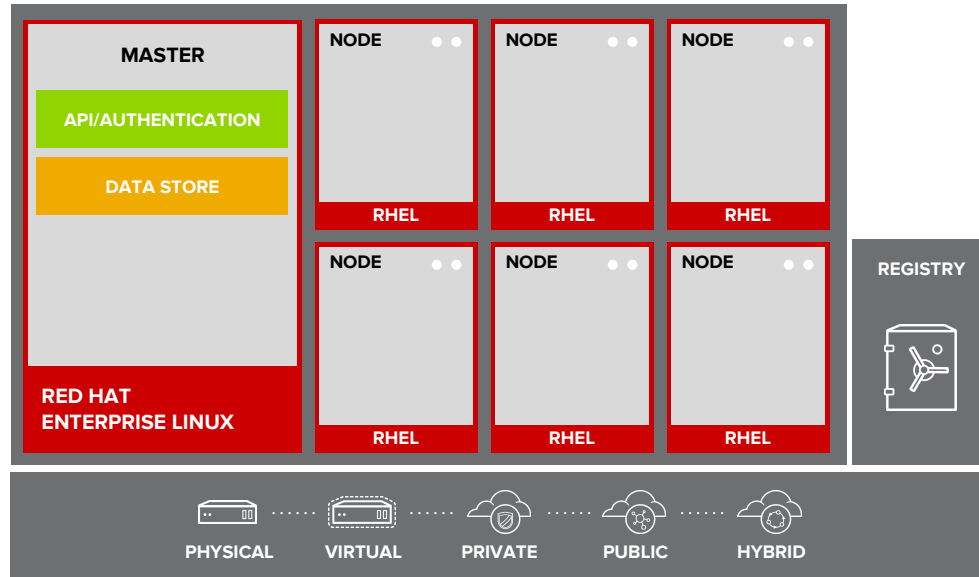 MASTER
API/AUTHENTICATION
DATA STORE
RED HAT
ENTERPRISE LINUX
NODE
NODE
NODE
RHEL
RHEL
RHEL
NODE
NODE
NODE
RHEL
RHEL
RHEL
REGISTRY
PHYSICAL
VIRTUAL
PRIVATE
PUBLIC
HYBRID